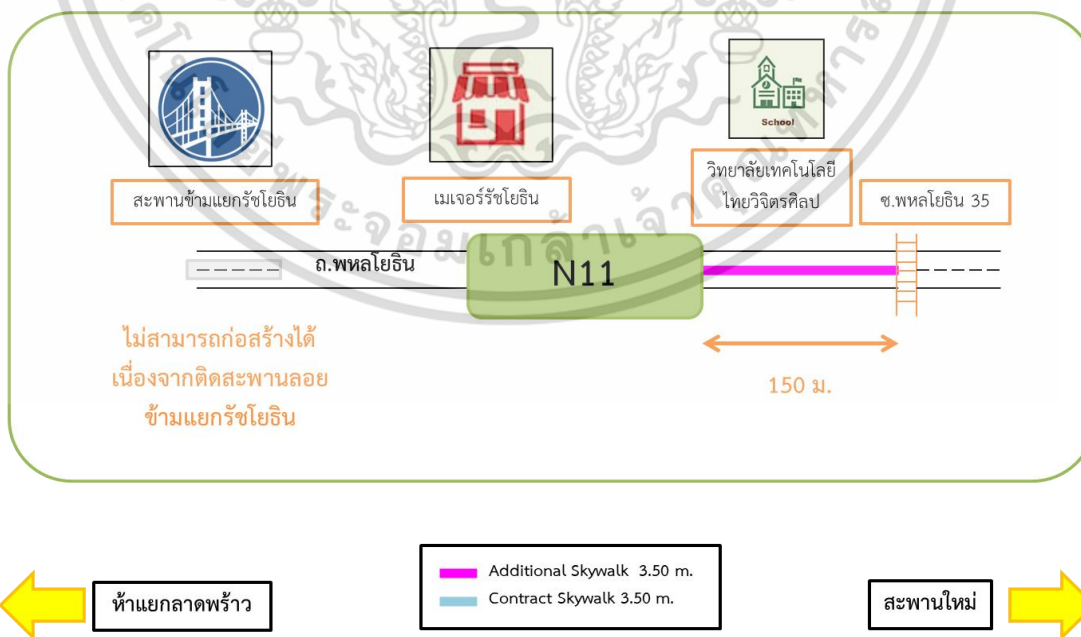 School
สะพานข้ามแยกรัชโยธิน
เมเจอร์รัชโยธิน
วิทยาลัยเทคโนโลยี
ไทยวิจิตรศิลป
ซ.พหลโยธิน 35
ถ.พหลโยธิน
N11
ไม่สามารถก่อสร้างได้
เนื่องจากติดสะพานลอย
ข้ามแยกรัชโยธิน
150 ม.
Additional Skywalk 3.50 m.
Contract Skywalk 3.50 m.
ห้าแยกลาดพร้าว
สะพานใหม่